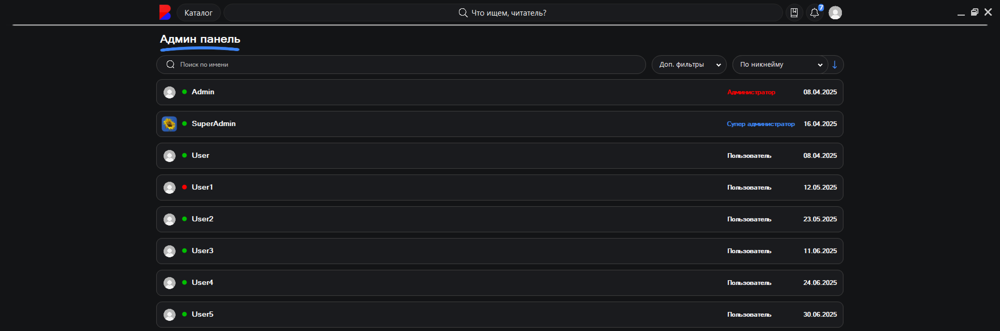 Каталог
Что ищем, читатель?
7
Админ панель
Поиск по имени
Доп. фильтры
По никнейму
Admin Администратор 08.04.2025
SuperAdmin Супер администратор 16.04.2025
User Пользователь 08.04.2025
User1 Пользователь 12.05.2025
User2 Пользователь 23.05.2025
User3 Пользователь 11.06.2025
User4 Пользователь 24.06.2025
User5 Пользователь 30.06.2025